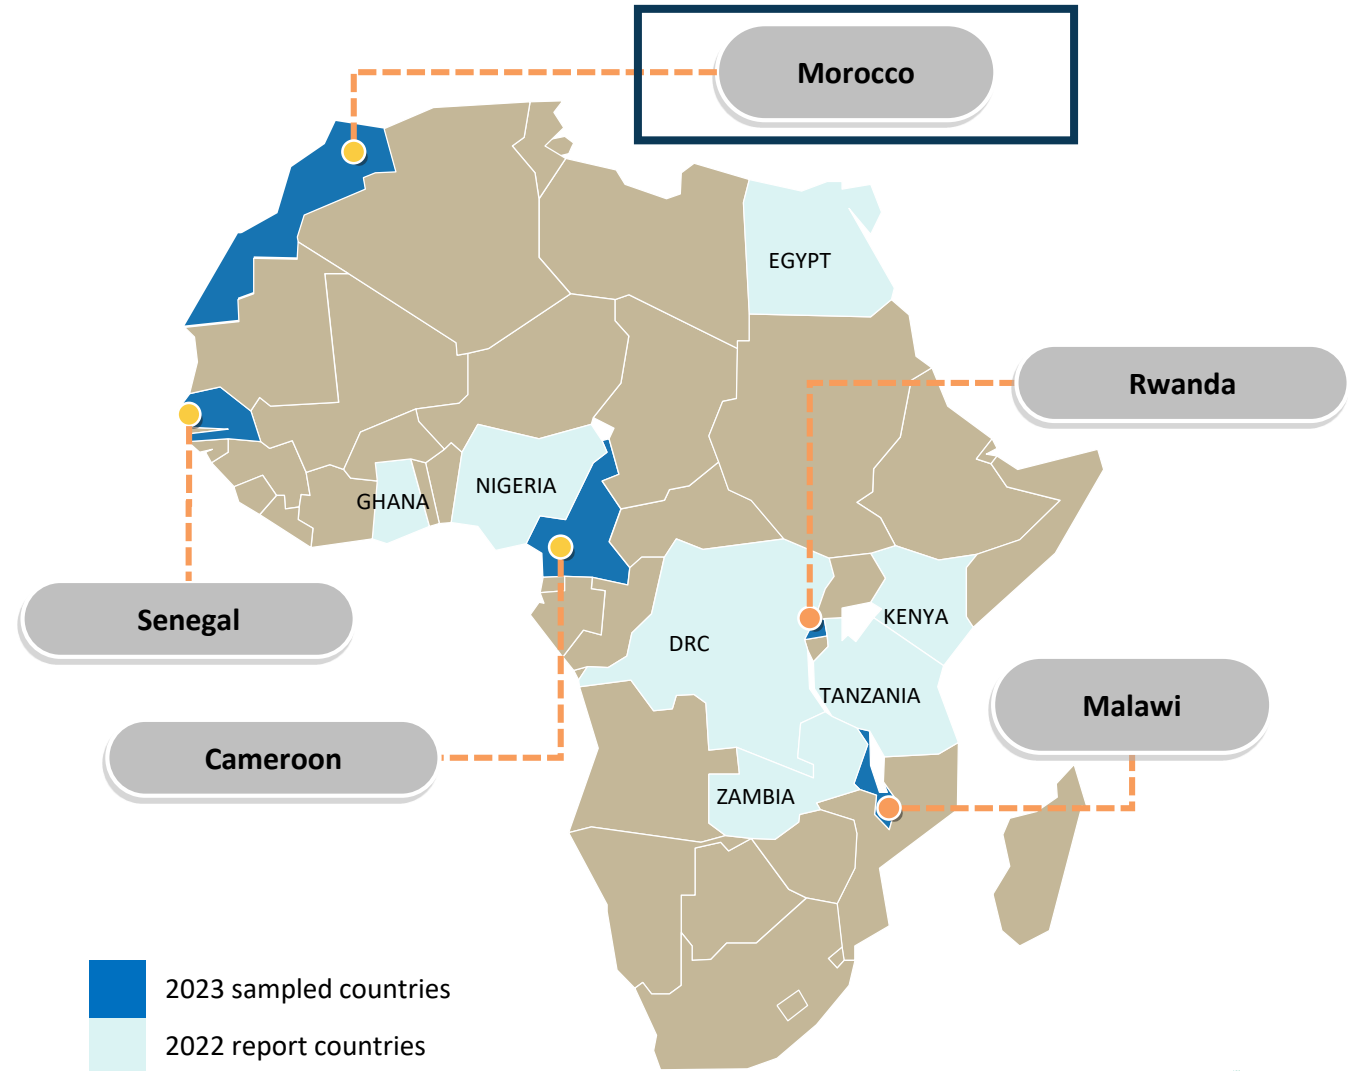 Morocco
EGYPT
Rwanda
NIGERIA
GHANA
Senegal
KENYA
DRC
TANZANIA
Malawi
Cameroon
ZAMBIA
2023 sampled countries
2022 report countries